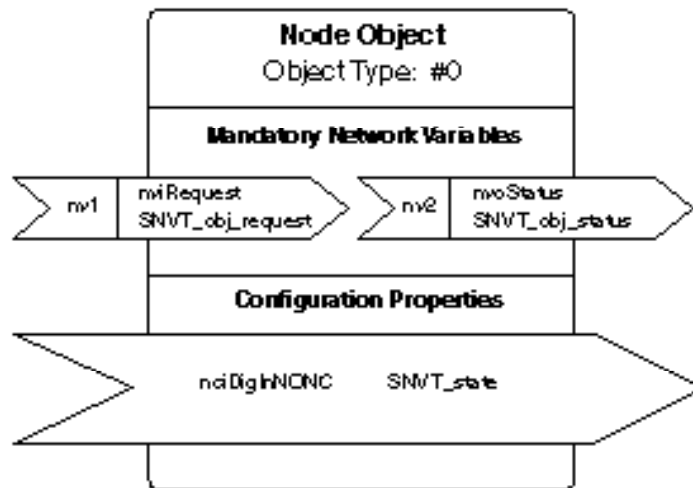 Node Object
Object Type: #0
Mandatory Network Variables
nv1
nviRequest
SNVT_obj_request
nv2
nvoStatus
SNVT_obj_status
Configuration Properties
nciDigInNONC SNVT_state